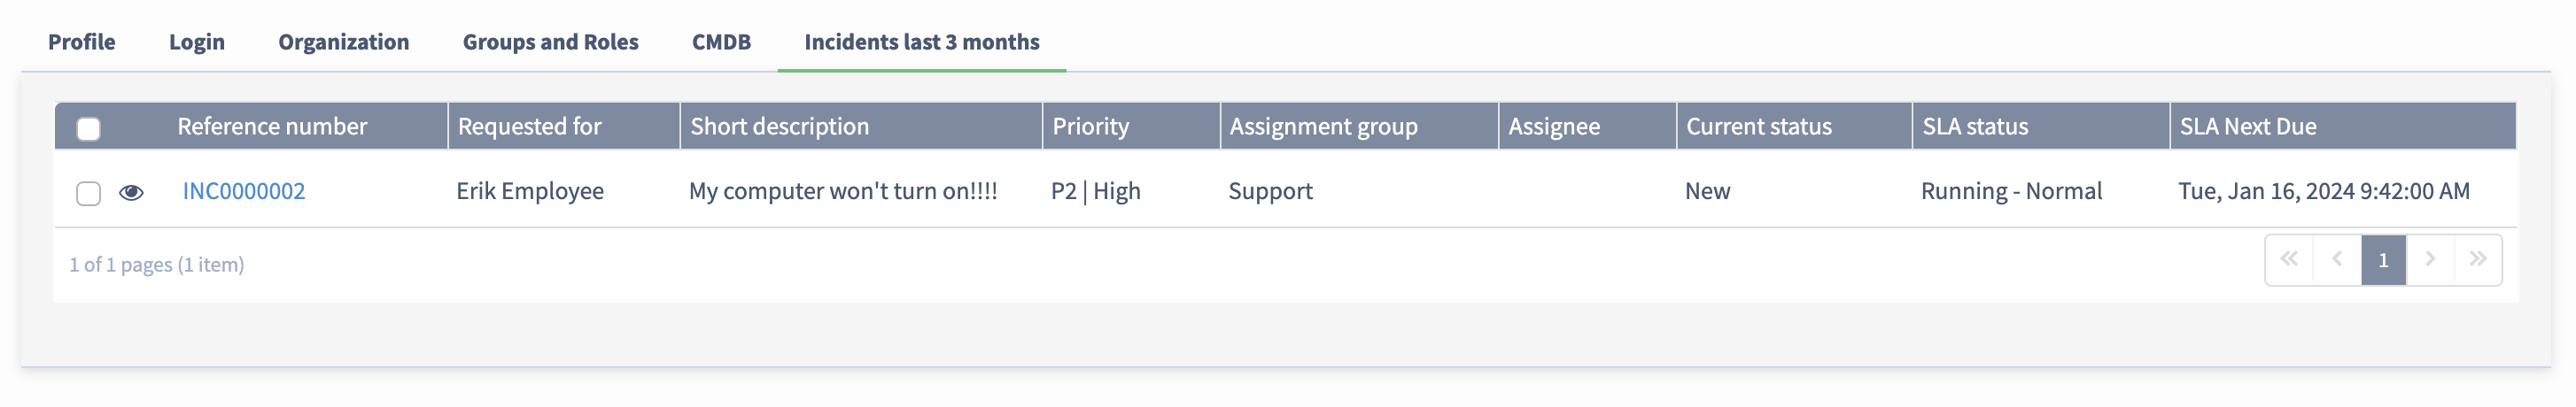 Profile Login Organization Groups and Roles CMDB Incidents last 3 months
Reference number Requested for Short description Priority Assignment group Assignee Current status SLA status SLA Next Due
INC0000002 Erik Employee My computer won't turn on!!!! P2 | High Support New Running - Normal Tue, Jan 16, 2024 9:42:00 AM
1 of 1 pages (1 item) 1